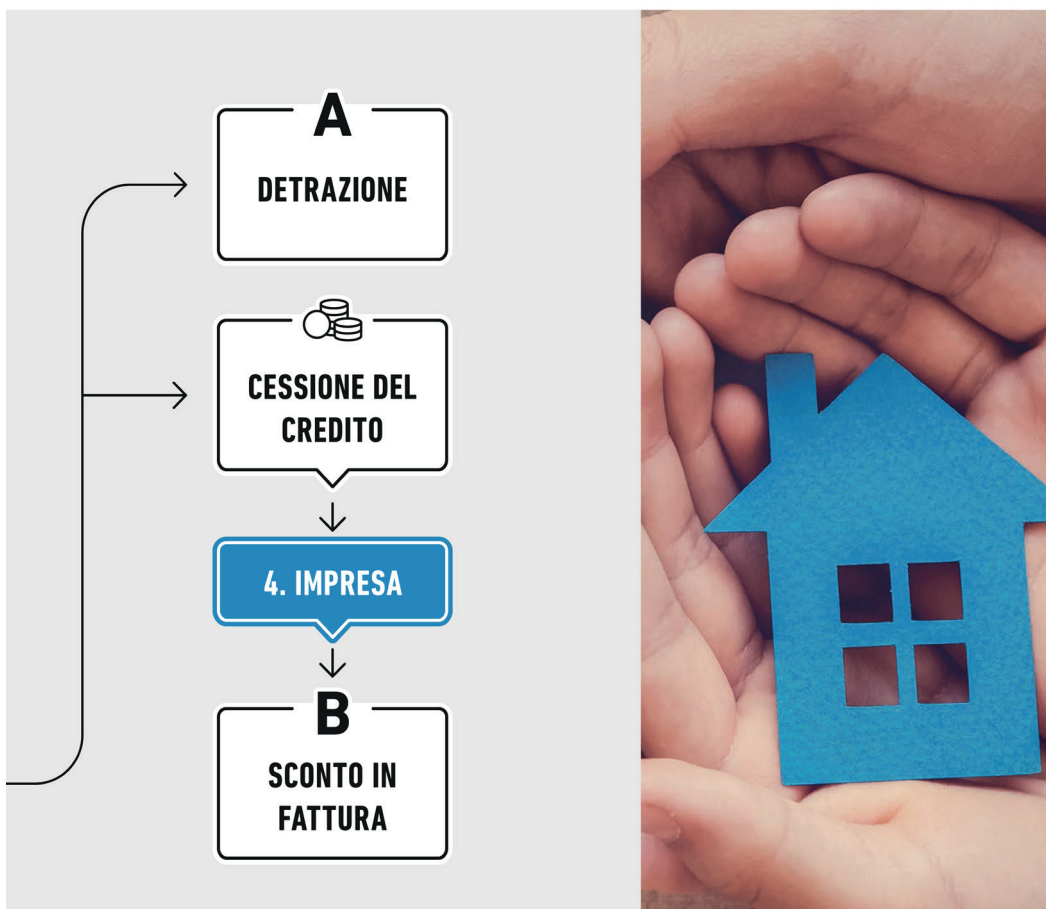 A
DETRAZIONE
CESSIONE DEL
CREDITO
4. IMPRESA
B
SCONTO IN
FATTURA